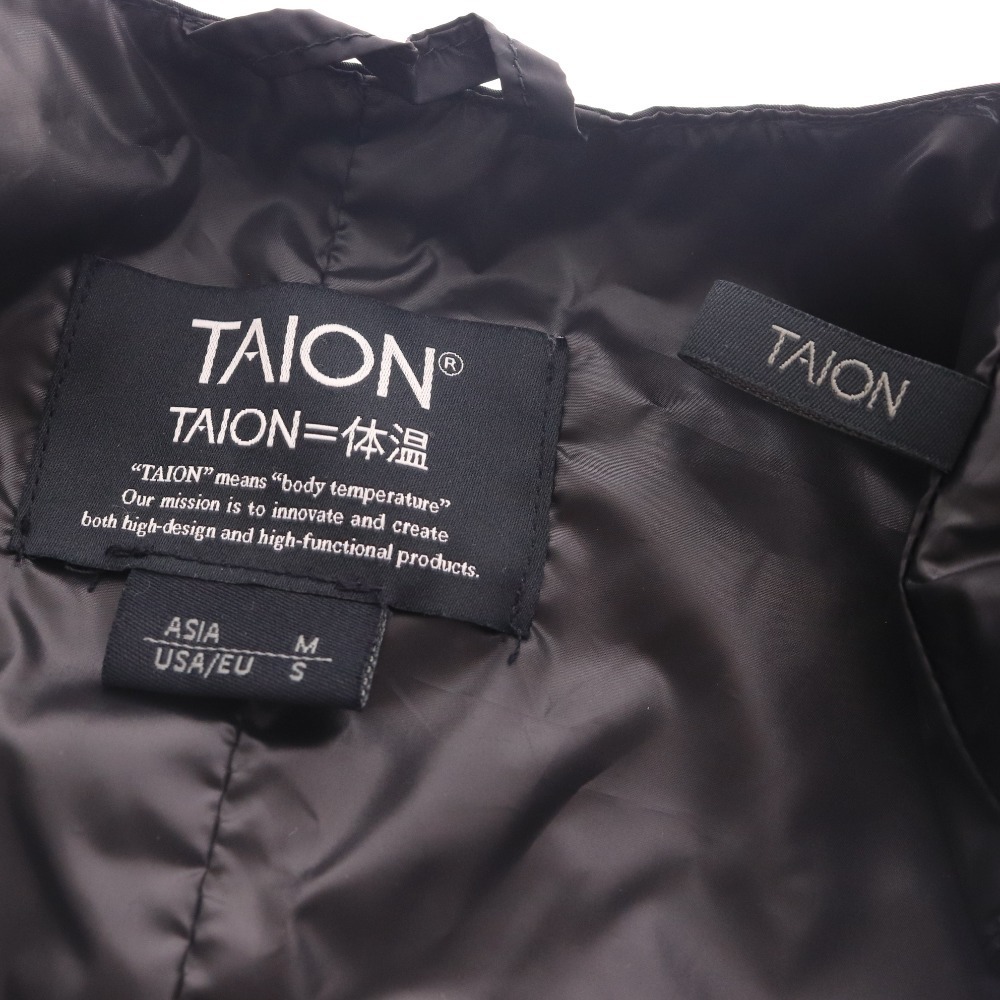 TAION®
TAION=体温
“TAION” means “body temperature”
Our mission is to innovate and create
both high-design and high-functional products.
ASIA M
USA/EU S
TAION